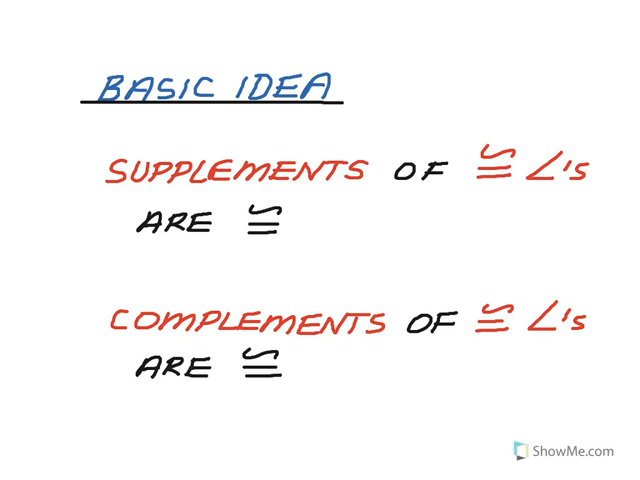 BASIC IDEA
SUPPLEMENTS OF ≅ ∠'s
ARE ≅
COMPLEMENTS OF ≅ ∠'s
ARE ≅
ShowMe.com